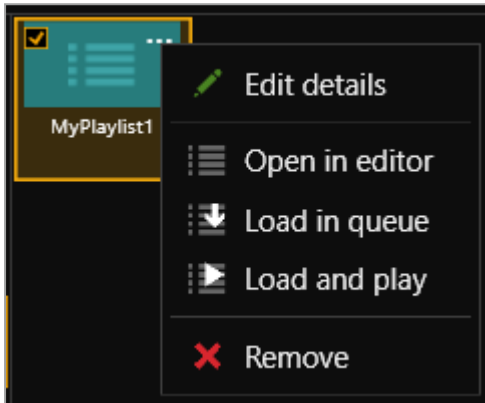 MyPlaylist1
Edit details
Open in editor
Load in queue
Load and play
Remove